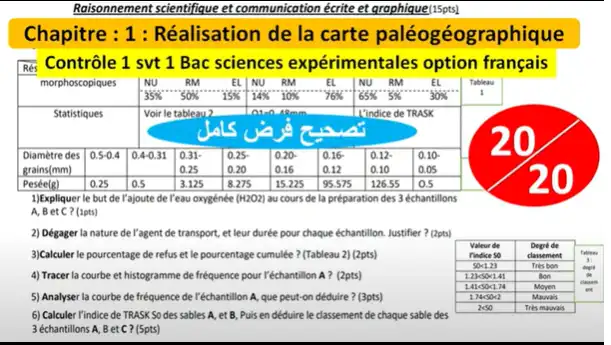 Raisonnement scientifique et communication écrite et graphique(15pts)
Chapitre : 1 : Réalisation de la carte paléogéographique
Contrôle 1 svt 1 Bac sciences expérimentales option français
Rés
morphoscopiques NU RM EL NU RM EL NU RM EL Tableau 1
35% 50% 15% 14% 10% 76% 65% 5% 30%
Statistiques Voir le tableau 2 L'indice de TRASK
تصحيح فرض كامل
20/20
Diamètre des grains(mm) 0.5-0.4 0.4-0.31 0.31-0.25 0.25-0.20 0.20-0.16 0.16-0.12 0.12-0.10 0.10-0.05
Pesée(g) 0.25 0.5 3.125 8.275 15.225 95.575 126.55 0.5
1)Expliquer le but de l'ajoute de l'eau oxygénée (H2O2) au cours de la préparation des 3 échantillons
A, B et C ? (1pts)
2) Dégager la nature de l'agent de transport, et leur durée pour chaque échantillon. Justifier ? (2pts)
3)Calculer le pourcentage de refus et le pourcentage cumulée ? (Tableau 2) (2pts)
4) Tracer la courbe et histogramme de fréquence pour l'échantillon A ? (2pts)
5) Analyser la courbe de fréquence de l'échantillon A, que peut-on déduire ? (3pts)
6) Calculer l'indice de TRASK So des sables A, et B, Puis en déduire le classement de chaque sable des
3 échantillons A, B et C ? (5pts)
Valeur de l'indice S0 Degré de classement Tableau 3 : degré de classement
S0<1.23 Très bon
1.23<S0<1.41 Bon
1.41<S0<1.74 Moyen
1.74<S0<2 Mauvais
2<S0 Très mauvais